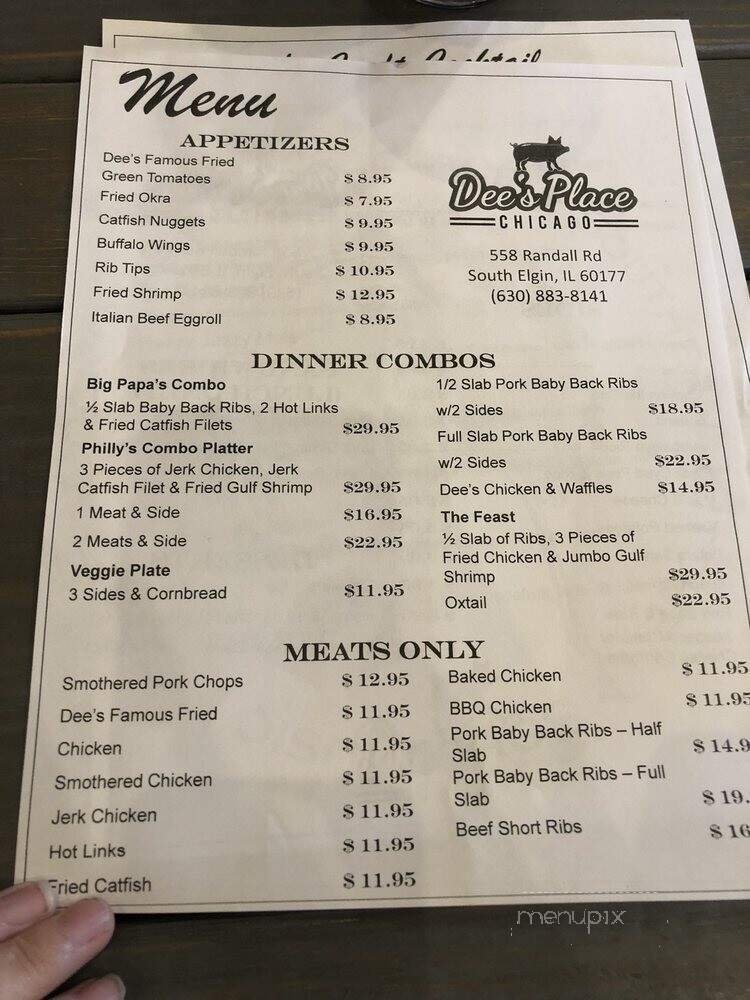 Craft Cocktail
Menu
APPETIZERS
Dee's Famous Fried
Green Tomatoes $ 8.95
Fried Okra $ 7.95
Catfish Nuggets $ 9.95
Buffalo Wings $ 9.95
Rib Tips $ 10.95
Fried Shrimp $ 12.95
Italian Beef Eggroll $ 8.95
Dee's Place
CHICAGO
558 Randall Rd
South Elgin, IL 60177
(630) 883-8141
DINNER COMBOS
Big Papa's Combo
½ Slab Baby Back Ribs, 2 Hot Links
& Fried Catfish Filets $29.95
Philly's Combo Platter
3 Pieces of Jerk Chicken, Jerk
Catfish Filet & Fried Gulf Shrimp $29.95
1 Meat & Side $16.95
2 Meats & Side $22.95
Veggie Plate
3 Sides & Cornbread $11.95
1/2 Slab Pork Baby Back Ribs
w/2 Sides $18.95
Full Slab Pork Baby Back Ribs
w/2 Sides $22.95
Dee's Chicken & Waffles $14.95
The Feast
½ Slab of Ribs, 3 Pieces of
Fried Chicken & Jumbo Gulf
Shrimp $29.95
Oxtail $22.95
MEATS ONLY
Smothered Pork Chops $ 12.95
Dee's Famous Fried $ 11.95
Chicken $ 11.95
Smothered Chicken $ 11.95
Jerk Chicken $ 11.95
Hot Links $ 11.95
Fried Catfish $ 11.95
Baked Chicken $ 11.95
BBQ Chicken $ 11.95
Pork Baby Back Ribs – Half
Slab $ 14.9
Pork Baby Back Ribs – Full
Slab $ 19.
Beef Short Ribs $ 16
menupix